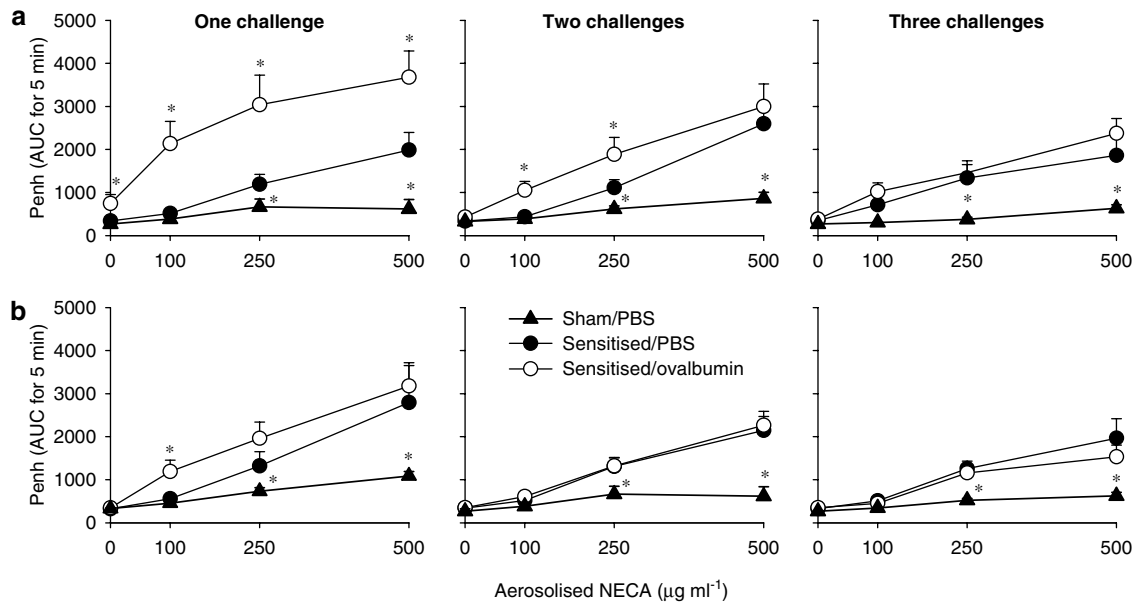 a
One challenge
Two challenges
Three challenges
Penh (AUC for 5 min)
5000
4000
3000
2000
1000
0
* * * * *
* * * *
* *
0 100 250 500
0 100 250 500
0 100 250 500
b
Penh (AUC for 5 min)
5000
4000
3000
2000
1000
0
Sham/PBS
Sensitised/PBS
Sensitised/ovalbumin
* * *
* *
* *
0 100 250 500
0 100 250 500
0 100 250 500
Aerosolised NECA (μg ml⁻¹)